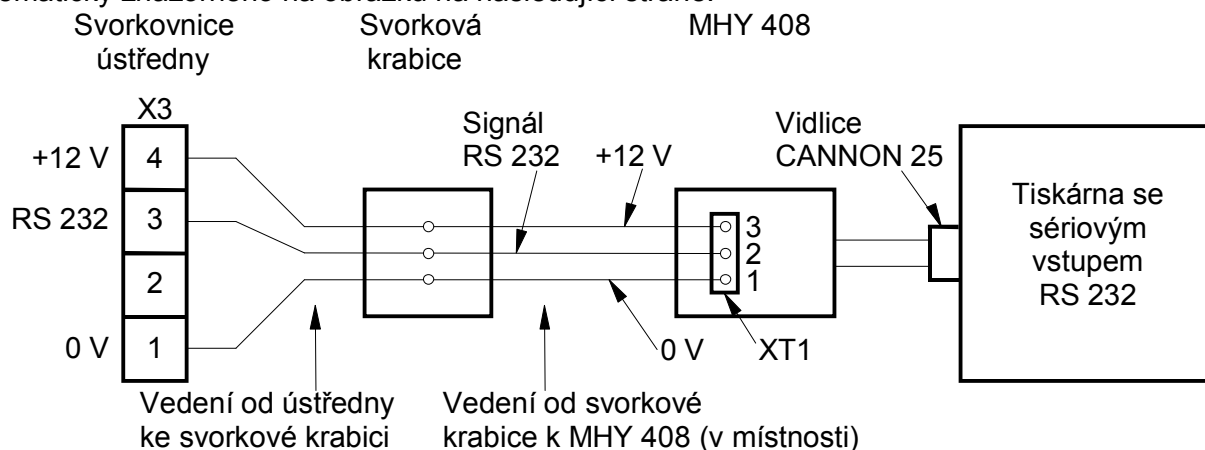 Svorkovnice
ústředny
Svorková
krabice
MHY 408
X3
+12 V
4
RS 232
3
2
0 V
1
Signál
RS 232
+12 V
3
2
1
0 V
XT1
Vidlice
CANNON 25
Tiskárna se
sériovým
vstupem
RS 232
Vedení od ústředny
ke svorkové krabici
Vedení od svorkové
krabice k MHY 408 (v místnosti)